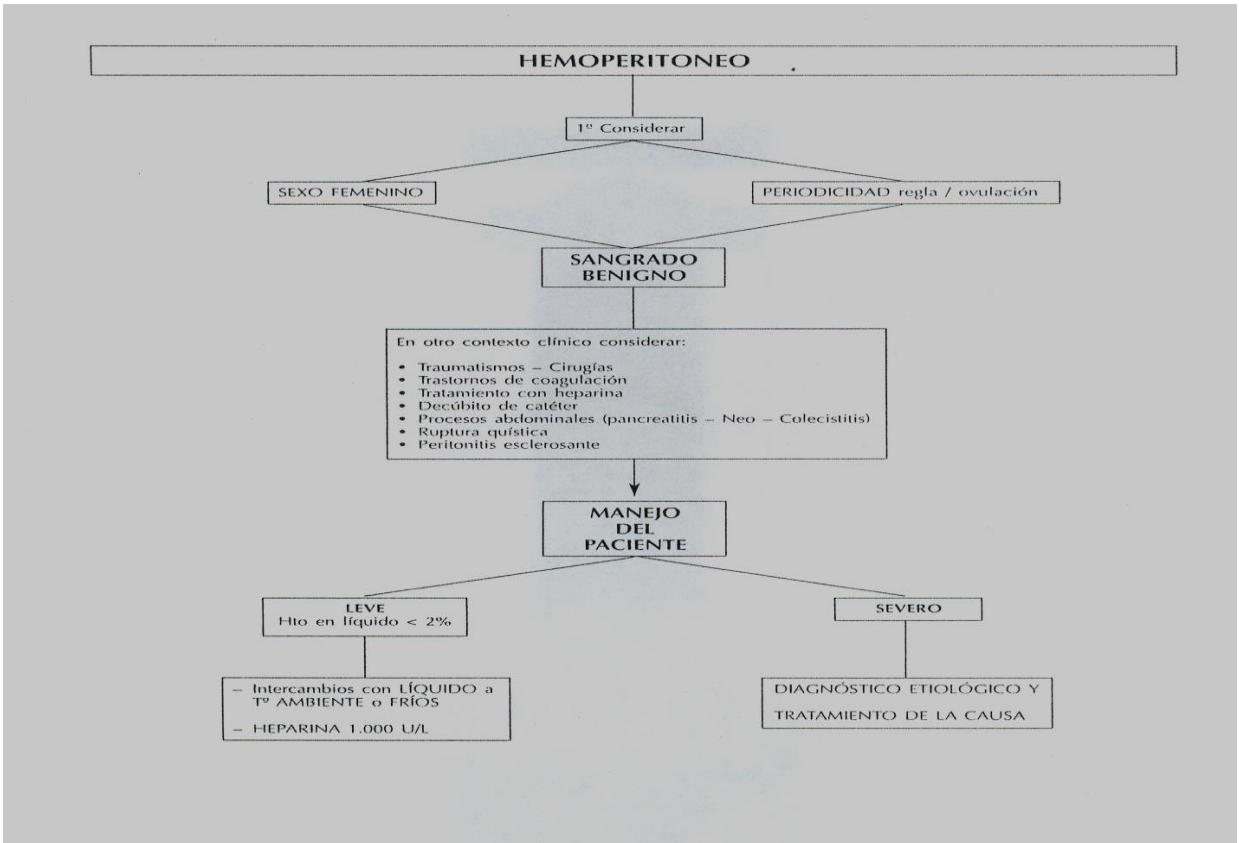 HEMOPERITONEO
1º Considerar
SEXO FEMENINO
PERIODICIDAD regla / ovulación
SANGRADO
BENIGNO
En otro contexto clínico considerar:
• Traumatismos – Cirugías
• Trastornos de coagulación
• Tratamiento con heparina
• Decúbito de catéter
• Procesos abdominales (pancreatitis – Neo – Colecistitis)
• Ruptura quística
• Peritonitis esclerosante
MANEJO
DEL
PACIENTE
LEVE
Hto en líquido < 2%
– Intercambios con LÍQUIDO a
Tº AMBIENTE o FRÍOS
– HEPARINA 1.000 U/L
SEVERO
DIAGNÓSTICO ETIOLÓGICO Y
TRATAMIENTO DE LA CAUSA